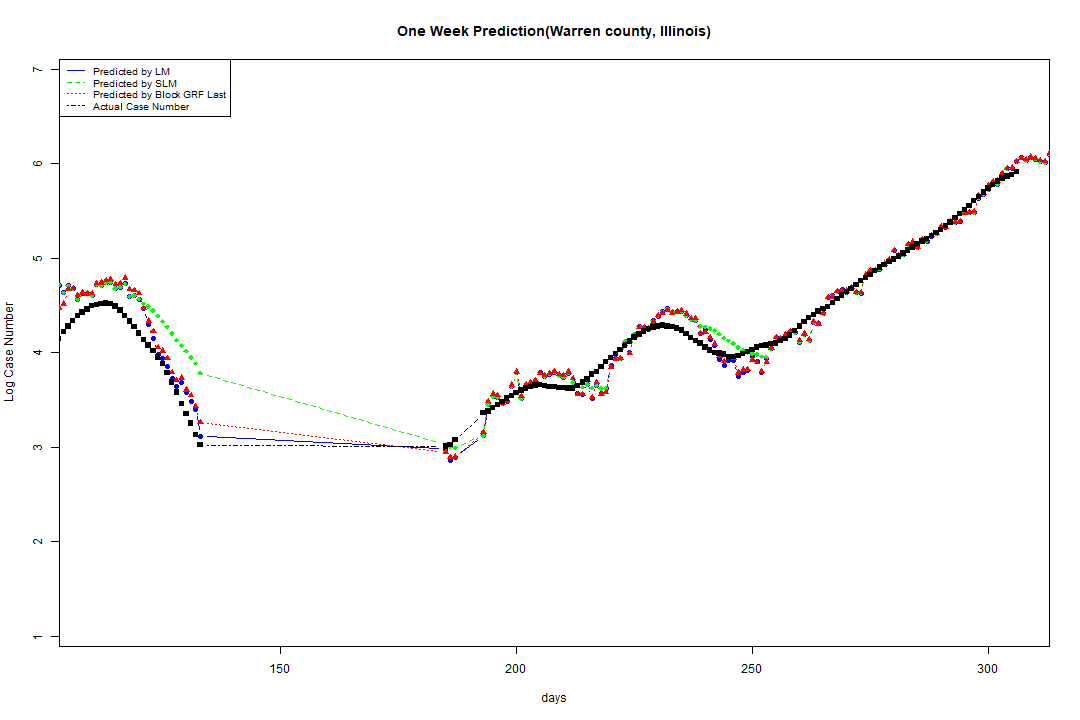 One Week Prediction(Warren county, Illinois)
Predicted by LM
Predicted by SLM
Predicted by Block GRF Last
Actual Case Number
Log Case Number
7
6
5
4
3
2
1
150 200 250 300
days